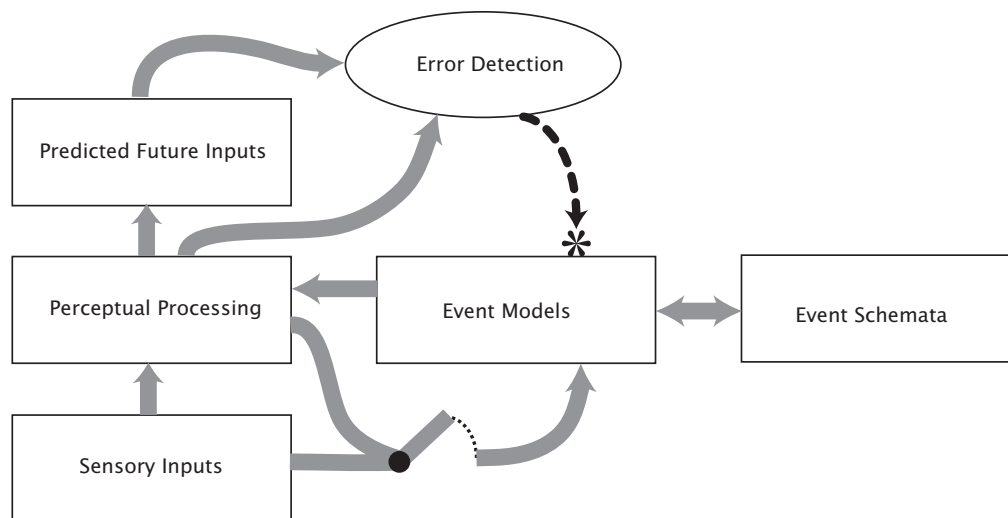 Error Detection
Predicted Future Inputs
Perceptual Processing
Event Models
Event Schemata
Sensory Inputs